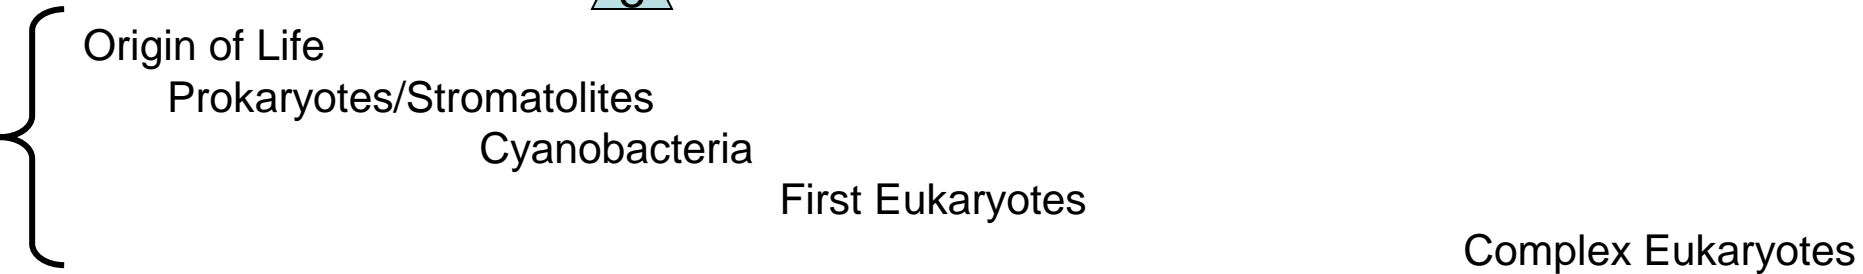 Origin of Life
Prokaryotes/Stromatolites
Cyanobacteria
First Eukaryotes
Complex Eukaryotes